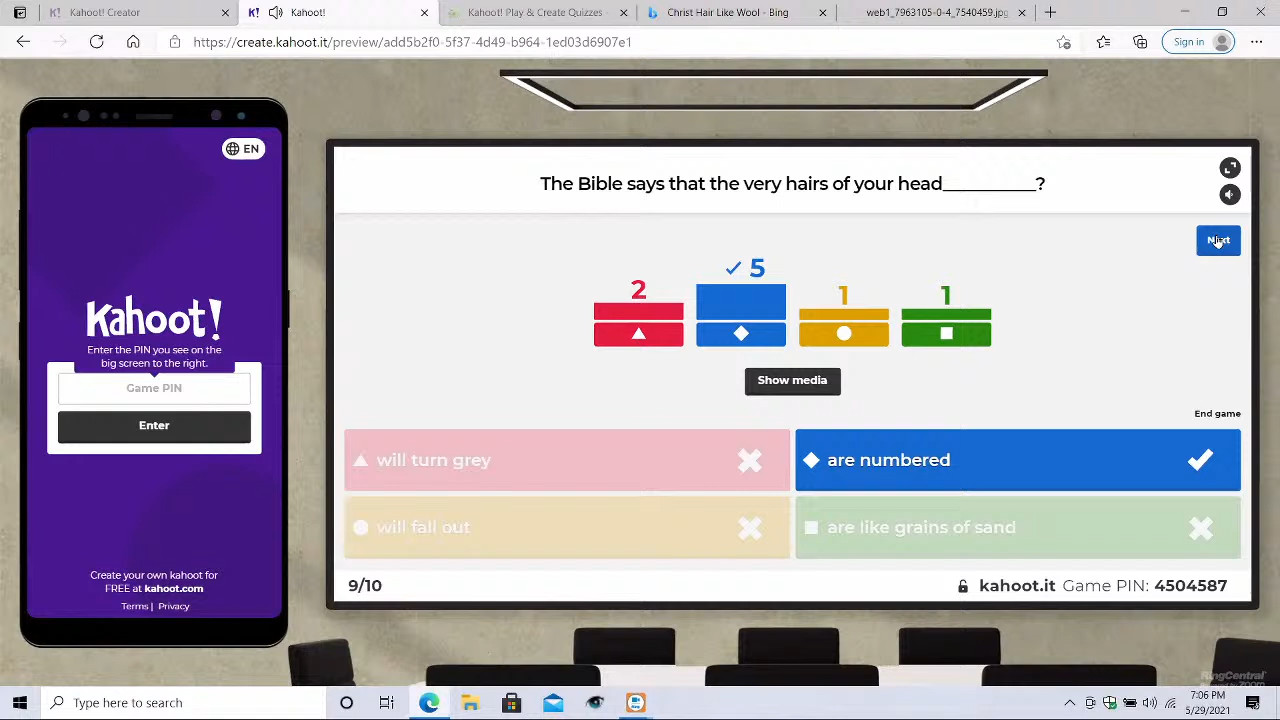 Kahoot! Creator
Kahoot!
Kahoot! Play & Create Quizzes -
Christ Hair Like Wool - Bing
web1_7963105-0-4_7540459.jpg
https://create.kahoot.it/preview/add5b2f0-5f37-4d49-b964-1ed03d6907e1
Sign in
EN
Kahoot!
Enter the PIN you see on the
big screen to the right.
Game PIN
Enter
Create your own kahoot for
FREE at kahoot.com
Terms | Privacy
The Bible says that the very hairs of your head__________?
Next
2
5
1
1
Show media
End game
will turn grey
are numbered
will fall out
are like grains of sand
9/10
kahoot.it Game PIN: 4504587
RingCentral
Powered by ZOOM
Type here to search
7:06 PM
5/29/2021